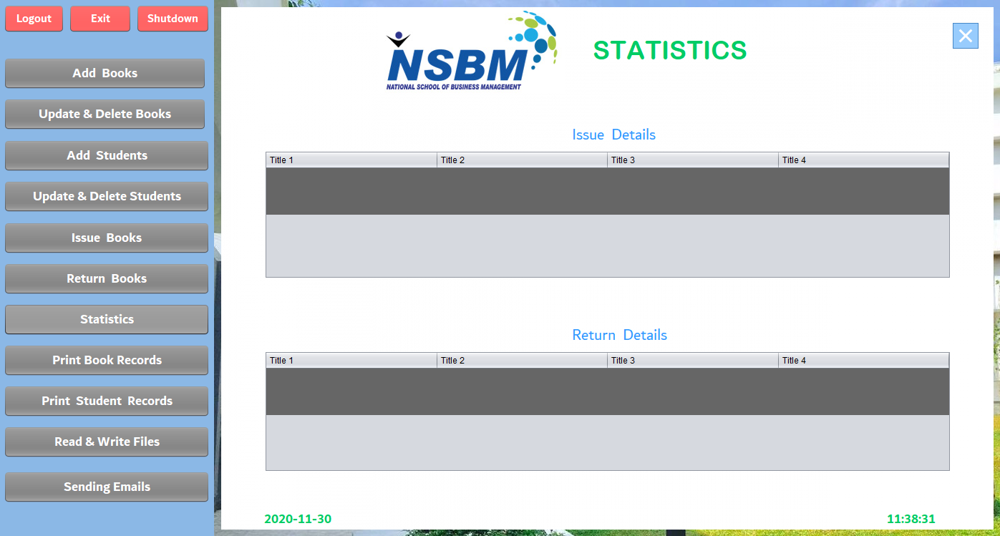 Logout Exit Shutdown
Add Books
Update & Delete Books
Add Students
Update & Delete Students
Issue Books
Return Books
Statistics
Print Book Records
Print Student Records
Read & Write Files
Sending Emails
NSBM
NATIONAL SCHOOL OF BUSINESS MANAGEMENT
STATISTICS
Issue Details
Title 1 Title 2 Title 3 Title 4
Return Details
Title 1 Title 2 Title 3 Title 4
2020-11-30 11:38:31